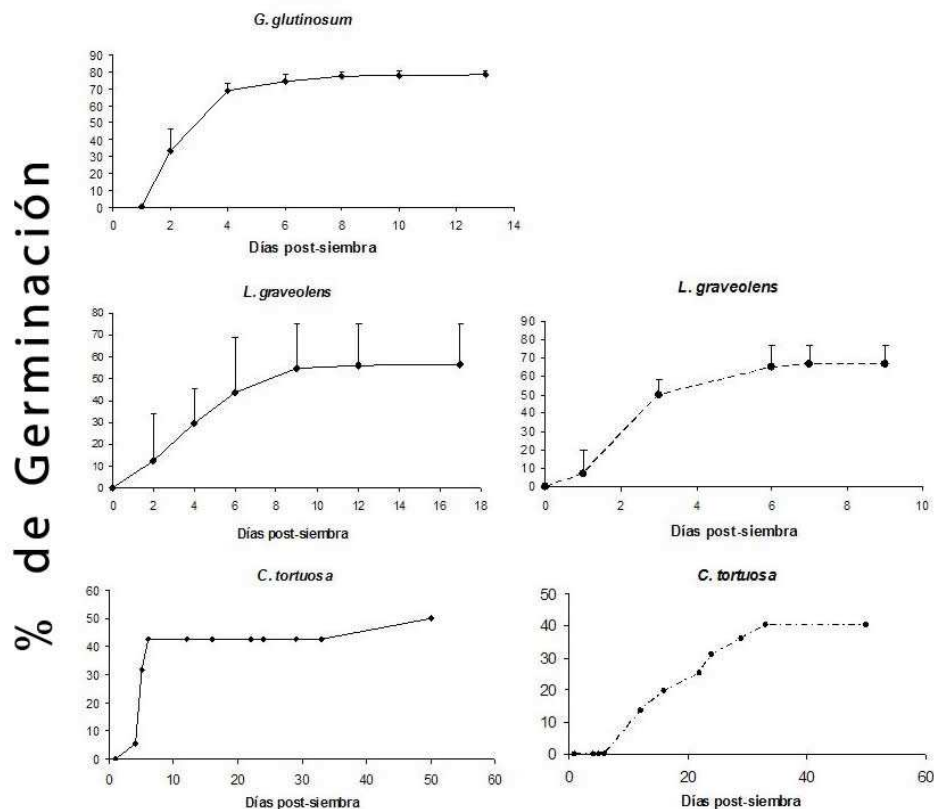 % de Germinación
G. glutinosum
90
80
70
60
50
40
30
20
10
0
0 2 4 6 8 10 12 14
Días post-siembra
L. graveolens
80
70
60
50
40
30
20
10
0
0 2 4 6 8 10 12 14 16 18
Días post-siembra
L. graveolens
90
80
70
60
50
40
30
20
10
0
0 2 4 6 8 10
Días post-siembra
C. tortuosa
60
50
40
30
20
10
0
0 10 20 30 40 50 60
Días post-siembra
C. tortuosa
50
40
30
20
10
0
0 20 40 60
Días post-siembra